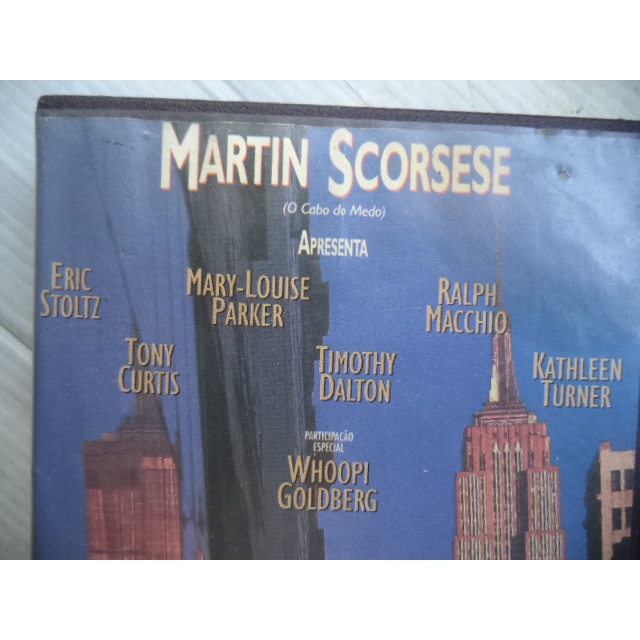 MARTIN SCORSESE
(O Cabo do Medo)
APRESENTA
ERIC STOLTZ
MARY-LOUISE PARKER
RALPH MACCHIO
TONY CURTIS
TIMOTHY DALTON
KATHLEEN TURNER
PARTICIPAÇÃO ESPECIAL
WHOOPI GOLDBERG